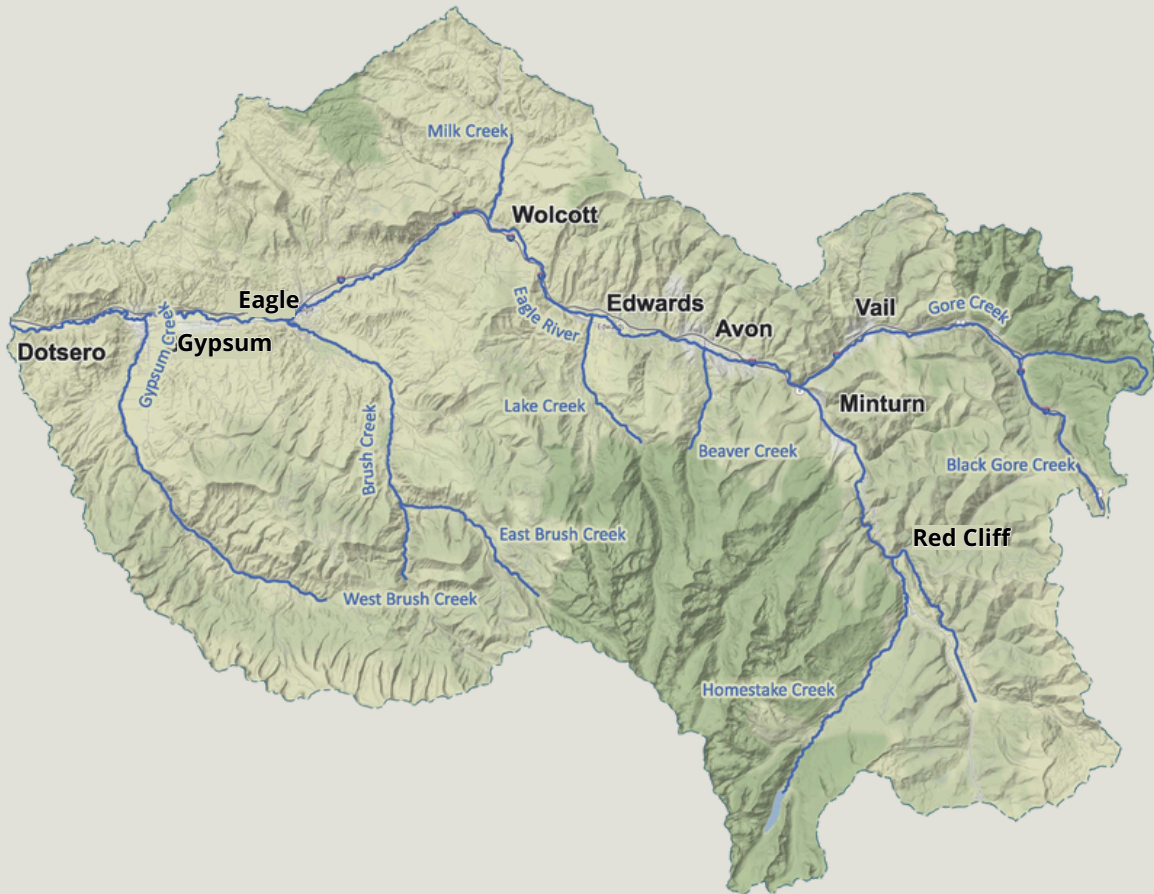 Milk Creek
Wolcott
Eagle
Edwards
Vail
Gore Creek
Eagle River
Avon
Dotsero
Gypsum Creek
Gypsum
Lake Creek
Minturn
Brush Creek
Beaver Creek
Black Gore Creek
East Brush Creek
Red Cliff
West Brush Creek
Homestake Creek